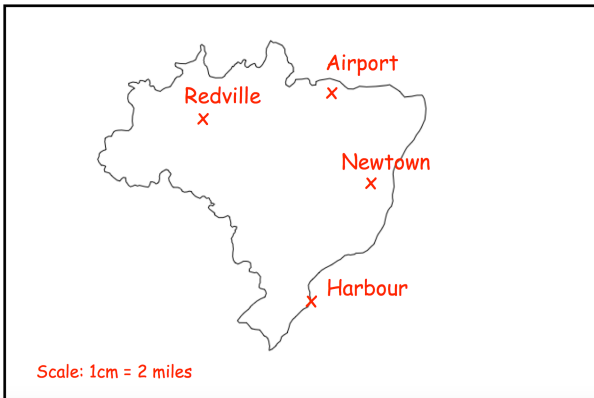 Airport
x
Redville
x
Newtown
x
Harbour
x
Scale: 1cm = 2 miles